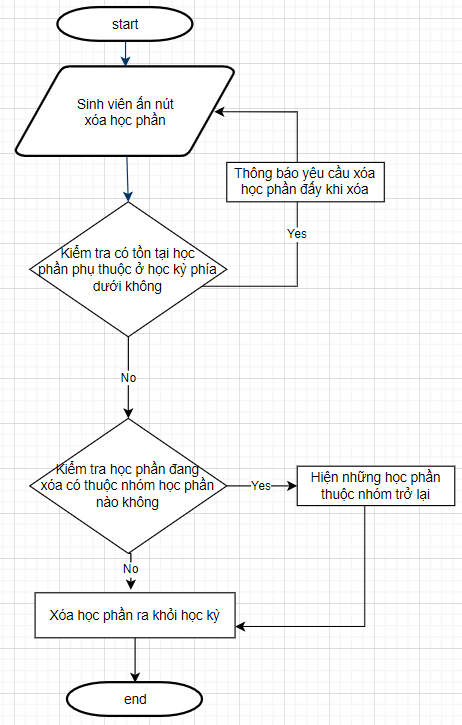 start
Sinh viên ấn nút
xóa học phần
Thông báo yêu cầu xóa
học phần đấy khi xóa
Yes
Kiểm tra có tồn tại học
phần phụ thuộc ở học kỳ phía
dưới không
No
Kiểm tra học phần đang
xóa có thuộc nhóm học phần
nào không
Yes
Hiện những học phần
thuộc nhóm trở lại
No
Xóa học phần ra khỏi học kỳ
end